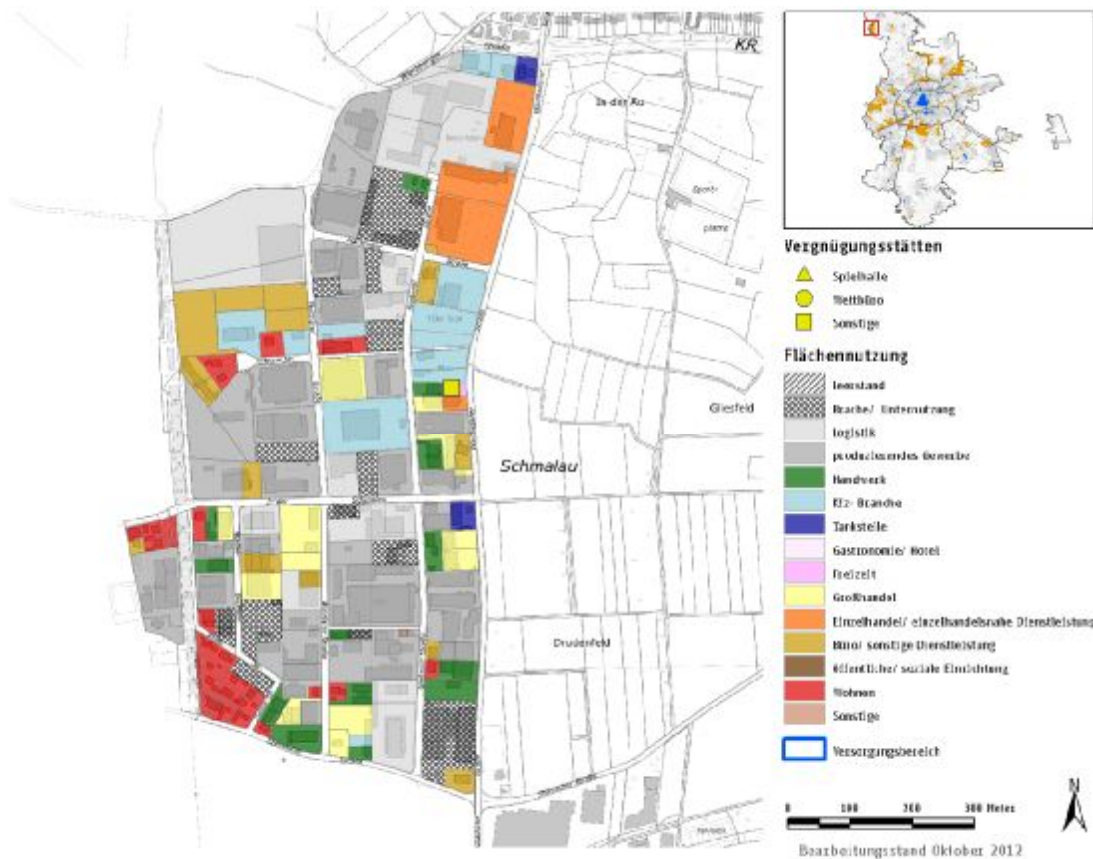 KR.
In der Au
Sport-
plätze
Gliesfeld
Schmalau
Drudenfeld
Vergnügungsstätten
Spielhalle
Wettbüro
Sonstige
Flächennutzung
Leerstand
Brache/ Unternutzung
Logistik
produzierendes Gewerbe
Handwerk
Kfz- Branche
Tankstelle
Gastronomie/ Hotel
Freizeit
Großhandel
Einzelhandel/ einzelhandelsnahe Dienstleistung
Büro/ sonstige Dienstleistung
öffentliche/ soziale Einrichtung
Wohnen
Sonstige
Versorgungsbereich
N
0 100 200 300 Meter
Bearbeitungsstand Oktober 2012